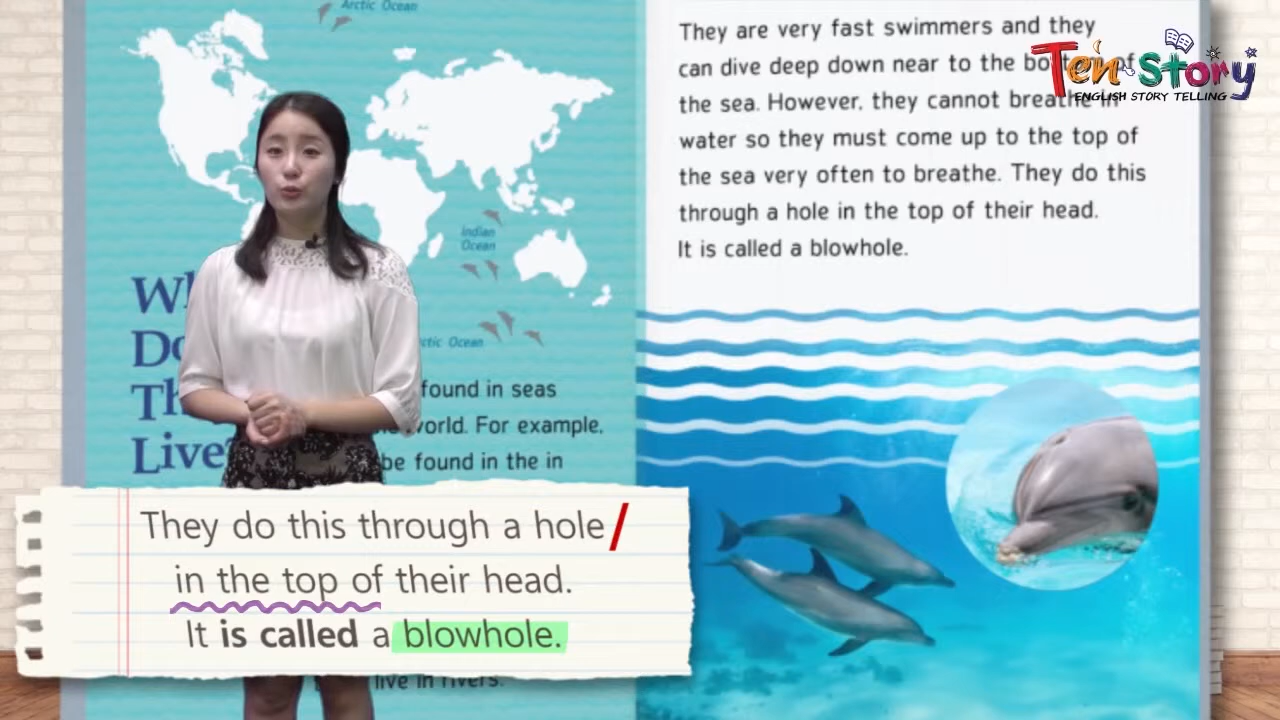 Arctic Ocean
Indian
Ocean
ctic Ocean
Do
Live?
found in seas
world. For example,
be found in the in
live in rivers.
They are very fast swimmers and they
can dive deep down near to the of
the sea. However, they cannot breathe in
water so they must come up to the top of
the sea very often to breathe. They do this
through a hole in the top of their head.
It is called a blowhole.
Ten Story
ENGLISH STORY TELLING
They do this through a hole /
in the top of their head.
It is called a blowhole.